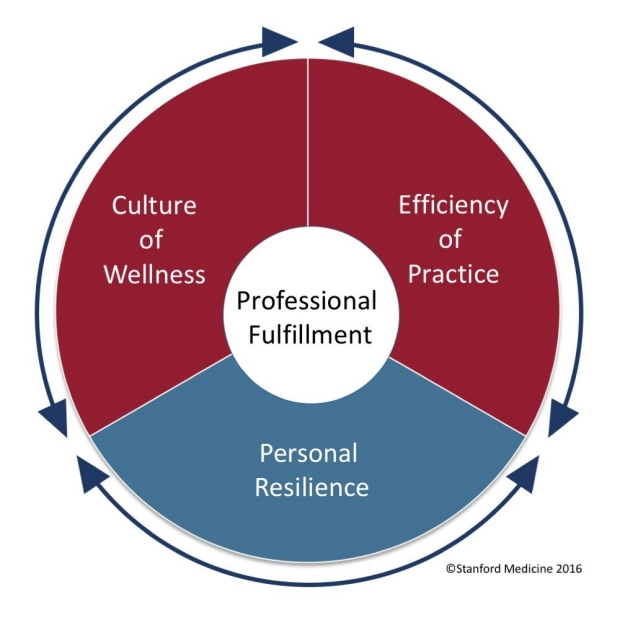 Culture
of
Wellness
Efficiency
of
Practice
Professional
Fulfillment
Personal
Resilience
©Stanford Medicine 2016